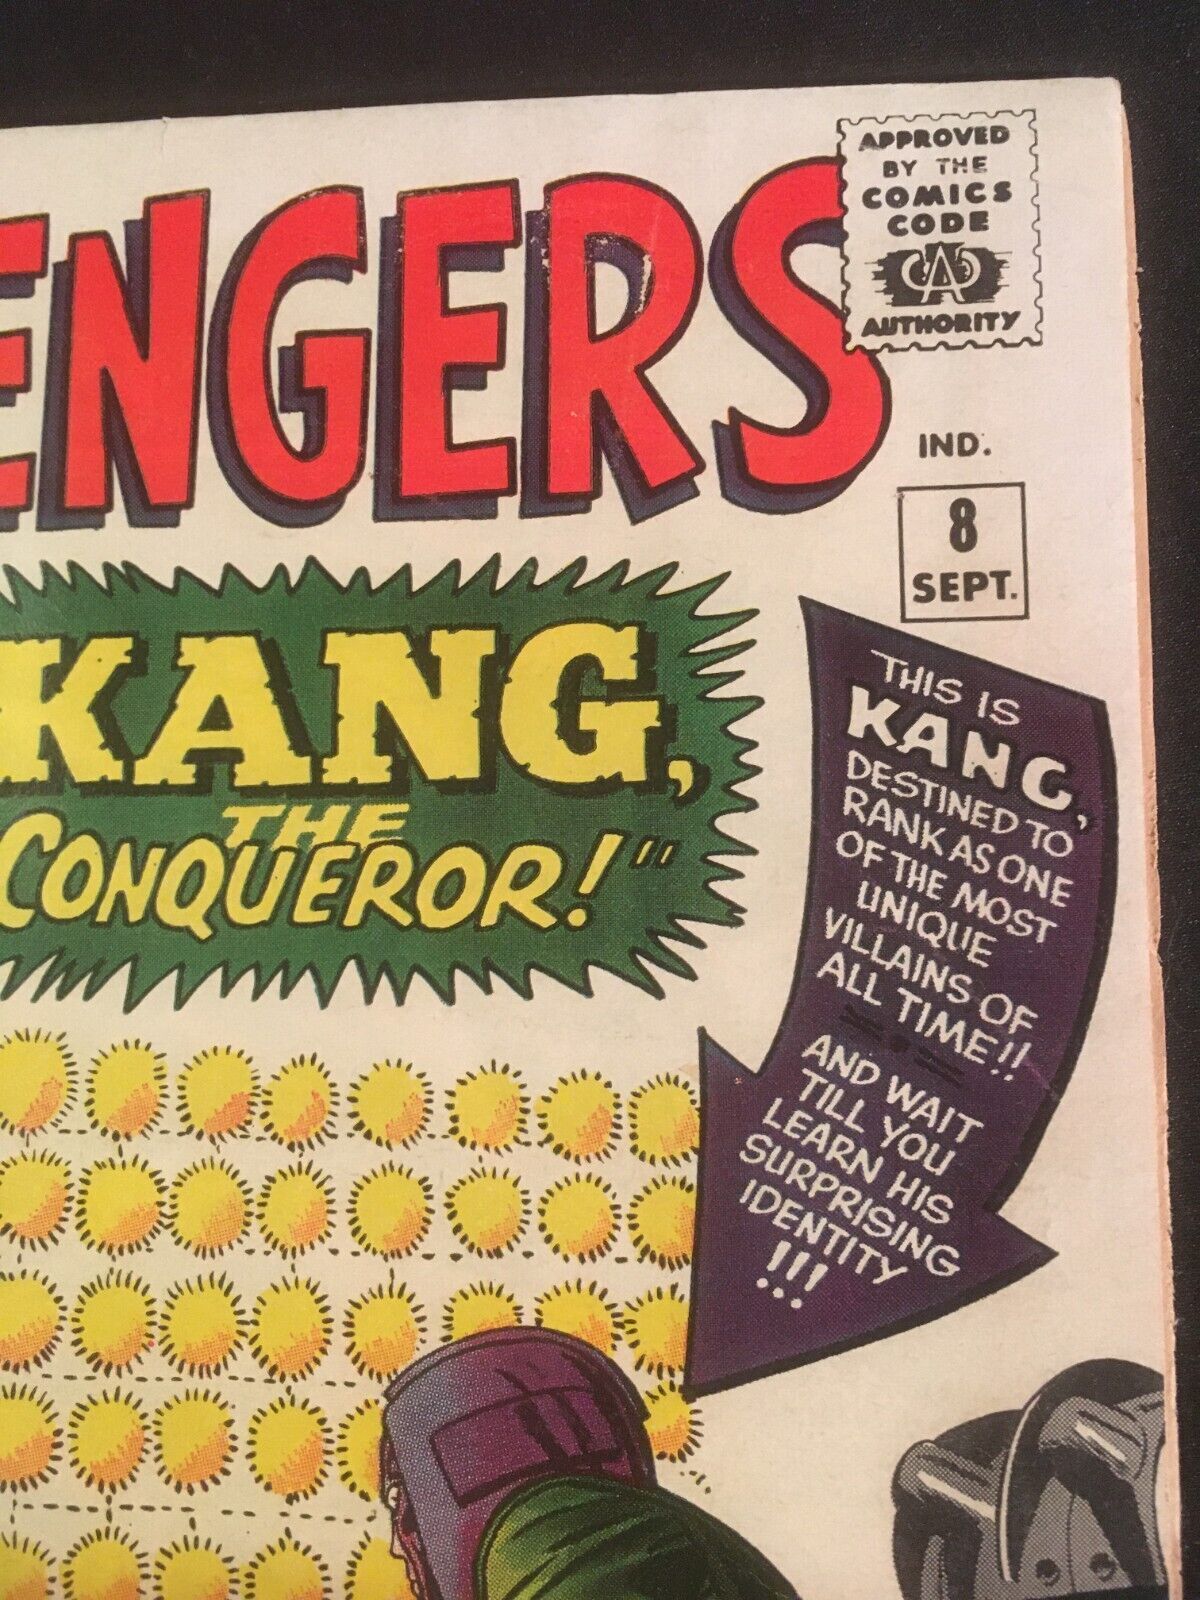 APPROVED
BY THE
COMICS
CODE
CA
AUTHORITY
ENGERS
IND.
8
SEPT.
KANG,
THE
CONQUEROR!"
THIS IS
KANG,
DESTINED TO
RANK AS ONE
OF THE MOST
UNIQUE
VILLAINS OF
ALL TIME!!
AND WAIT
TILL YOU
LEARN HIS
SURPRISING
IDENTITY
!!!